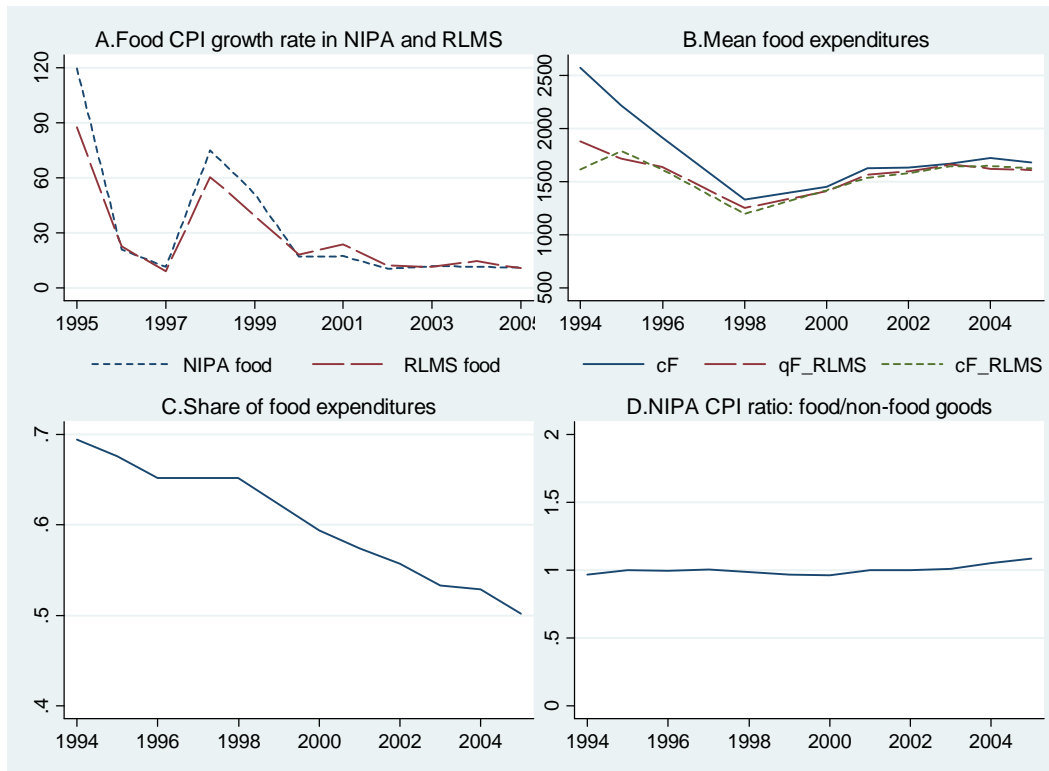 A.Food CPI growth rate in NIPA and RLMS
120
90
60
30
0
1995 1997 1999 2001 2003 2005
NIPA food RLMS food
B.Mean food expenditures
2500
2000
1500
1000
500
1994 1996 1998 2000 2002 2004
cF qF_RLMS cF_RLMS
C.Share of food expenditures
.7
.6
.5
.4
1994 1996 1998 2000 2002 2004
D.NIPA CPI ratio: food/non-food goods
2
1.5
1
.5
0
1994 1996 1998 2000 2002 2004